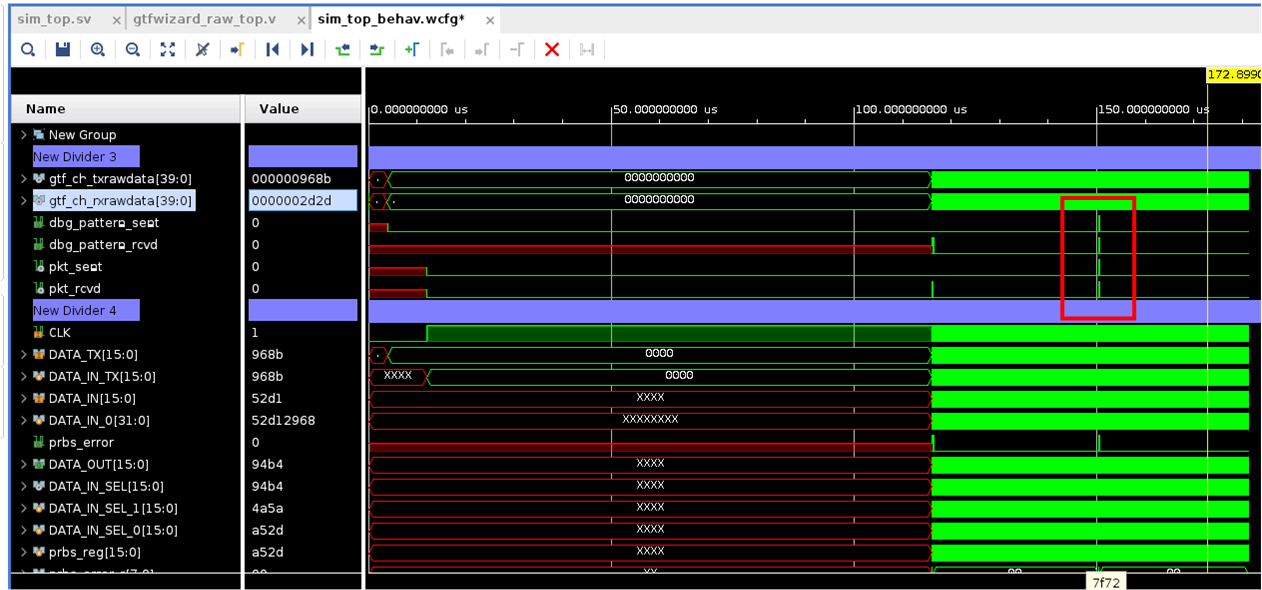 sim_top.sv × gtfwizard_raw_top.v × sim_top_behav.wcfg* ×
172.8990
Name Value 0.000000000 us 50.000000000 us 100.000000000 us 150.000000000 us
New Group
New Divider 3
gtf_ch_txrawdata[39:0] 000000968b 0000000000
gtf_ch_rxrawdata[39:0] 0000002d2d 0000000000
dbg_pattern_sent 0
dbg_pattern_rcvd 0
pkt_sent 0
pkt_rcvd 0
New Divider 4
CLK 1
DATA_TX[15:0] 968b 0000
DATA_IN_TX[15:0] 968b XXXX 0000
DATA_IN[15:0] 52d1 XXXX
DATA_IN_0[31:0] 52d12968 XXXXXXXX
prbs_error 0
DATA_OUT[15:0] 94b4 XXXX
DATA_IN_SEL[15:0] 94b4 XXXX
DATA_IN_SEL_1[15:0] 4a5a XXXX
DATA_IN_SEL_0[15:0] a52d XXXX
prbs_reg[15:0] a52d XXXX
7f72